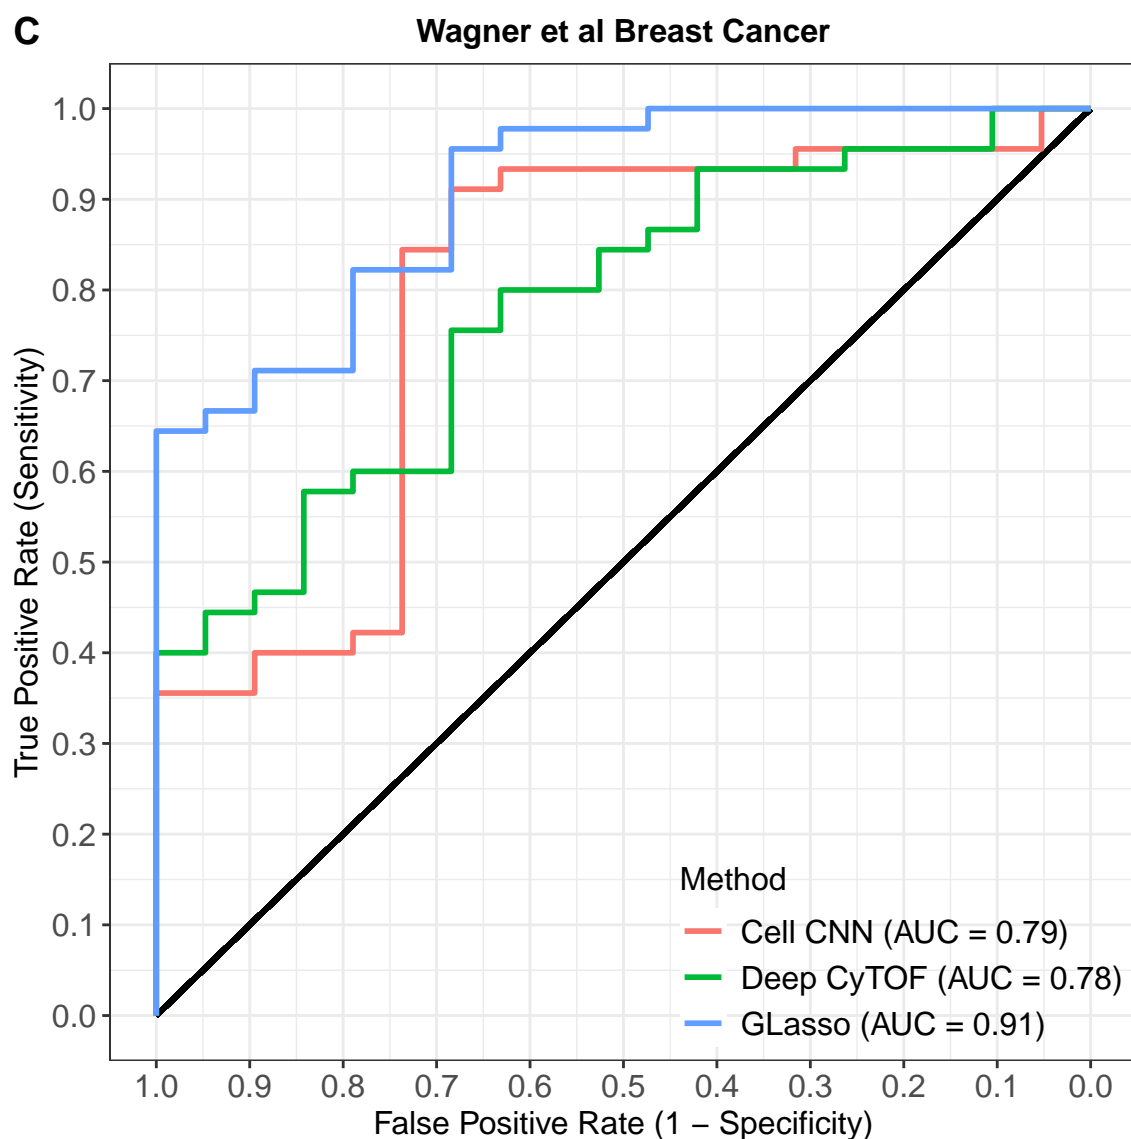 C
Wagner et al Breast Cancer
True Positive Rate (Sensitivity)
1.0
0.9
0.8
0.7
0.6
0.5
0.4
0.3
0.2
0.1
0.0
Method
Cell CNN (AUC = 0.79)
Deep CyTOF (AUC = 0.78)
GLasso (AUC = 0.91)
1.0 0.9 0.8 0.7 0.6 0.5 0.4 0.3 0.2 0.1 0.0
False Positive Rate (1 − Specificity)